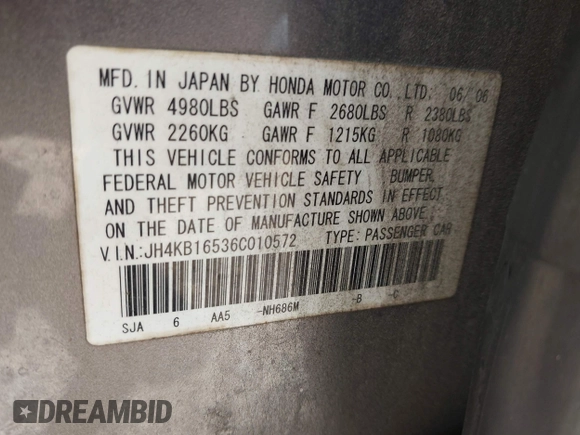 MFD. IN JAPAN BY HONDA MOTOR CO., LTD. 06/06
GVWR 4980LBS GAWR F 2680LBS R 2380LBS
GVWR 2260KG GAWR F 1215KG R 1080KG
THIS VEHICLE CONFORMS TO ALL APPLICABLE
FEDERAL MOTOR VEHICLE SAFETY BUMPER,
AND THEFT PREVENTION STANDARDS IN EFFECT
ON THE DATE OF MANUFACTURE SHOWN ABOVE
V.I.N.:JH4KB16536C010572 TYPE: PASSENGER CAR
SJA 6 AA5 -NH686M -B -C
DREAMBID